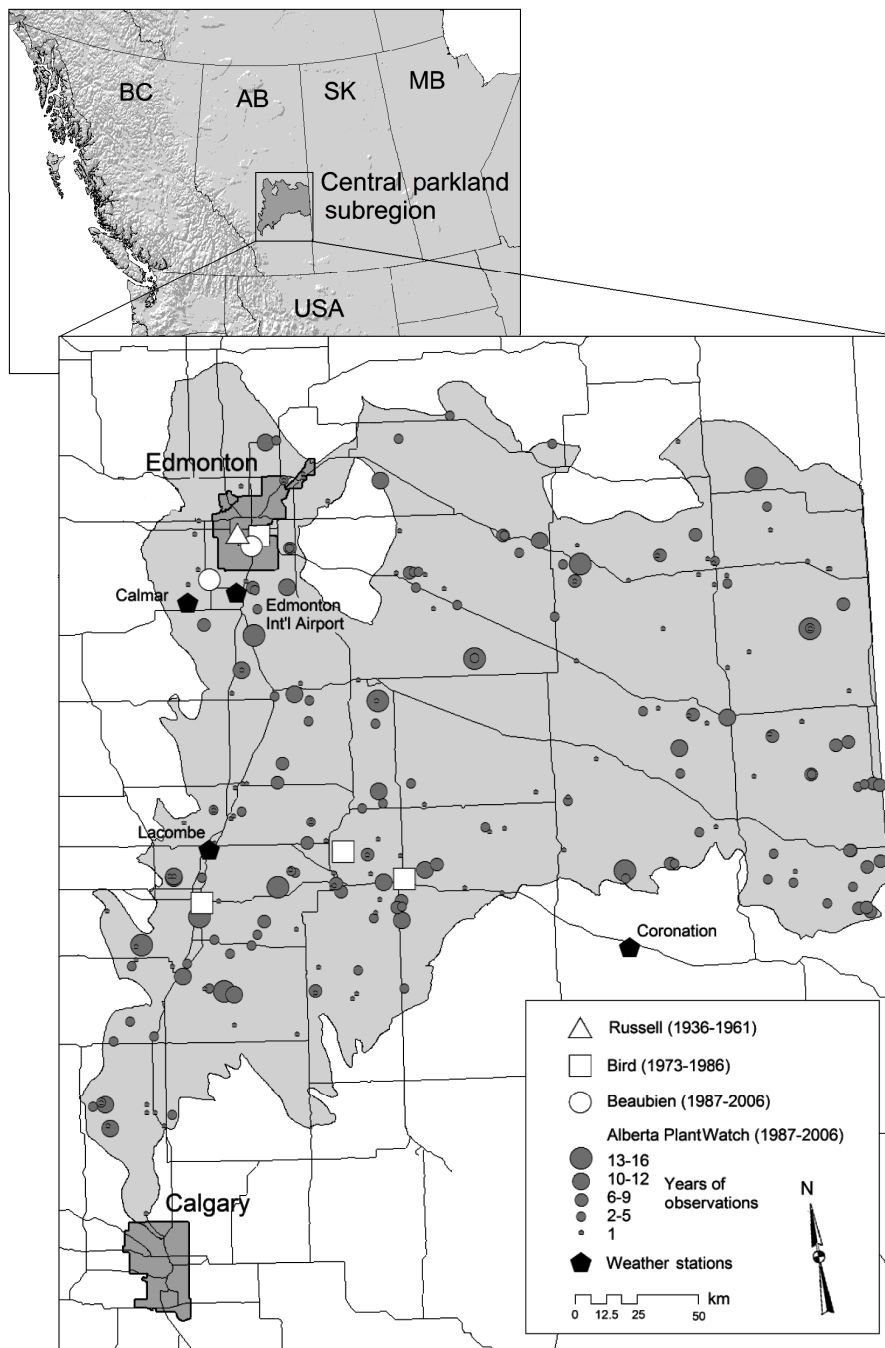 BC
AB
SK
MB
Central parkland
subregion
USA
Edmonton
Calmar
Edmonton
Int'l Airport
Lacombe
Coronation
Calgary
Russell (1936-1961)
Bird (1973-1986)
Beaubien (1987-2006)
Alberta PlantWatch (1987-2006)
13-16
10-12
6-9
2-5
1
Years of
observations
N
Weather stations
km
0 12.5 25 50